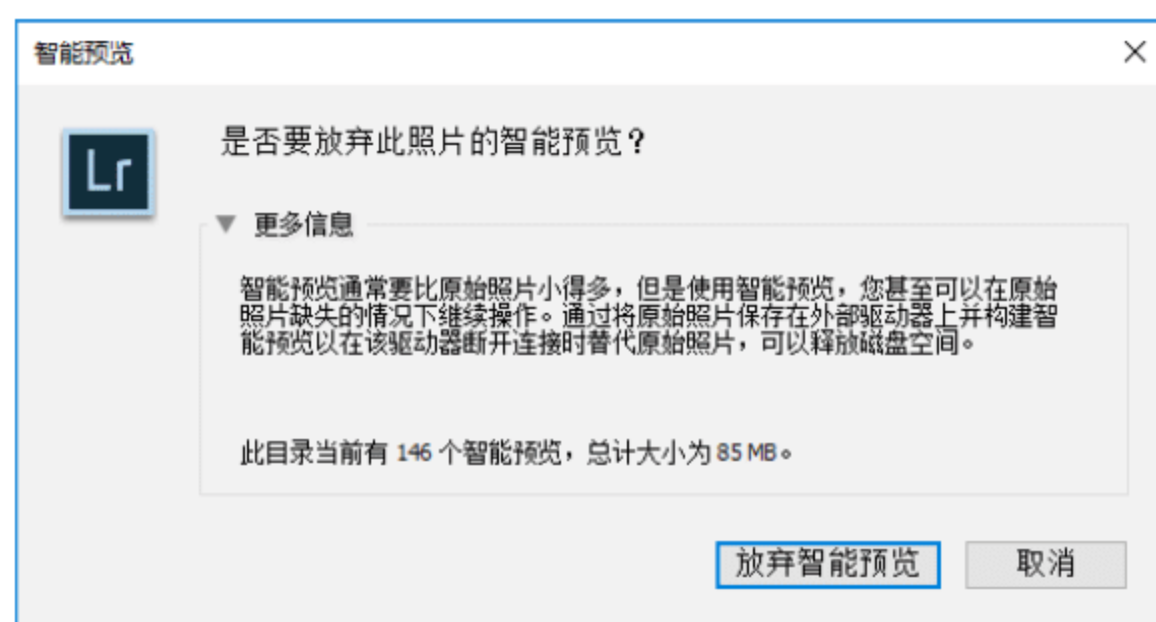 智能预览
Lr
是否要放弃此照片的智能预览？
更多信息
智能预览通常要比原始照片小得多，但是使用智能预览，您甚至可以在原始
照片缺失的情况下继续操作。通过将原始照片保存在外部驱动器上并构建智
能预览以在该驱动器断开连接时替代原始照片，可以释放磁盘空间。
此目录当前有 146 个智能预览，总计大小为 85 MB。
放弃智能预览
取消